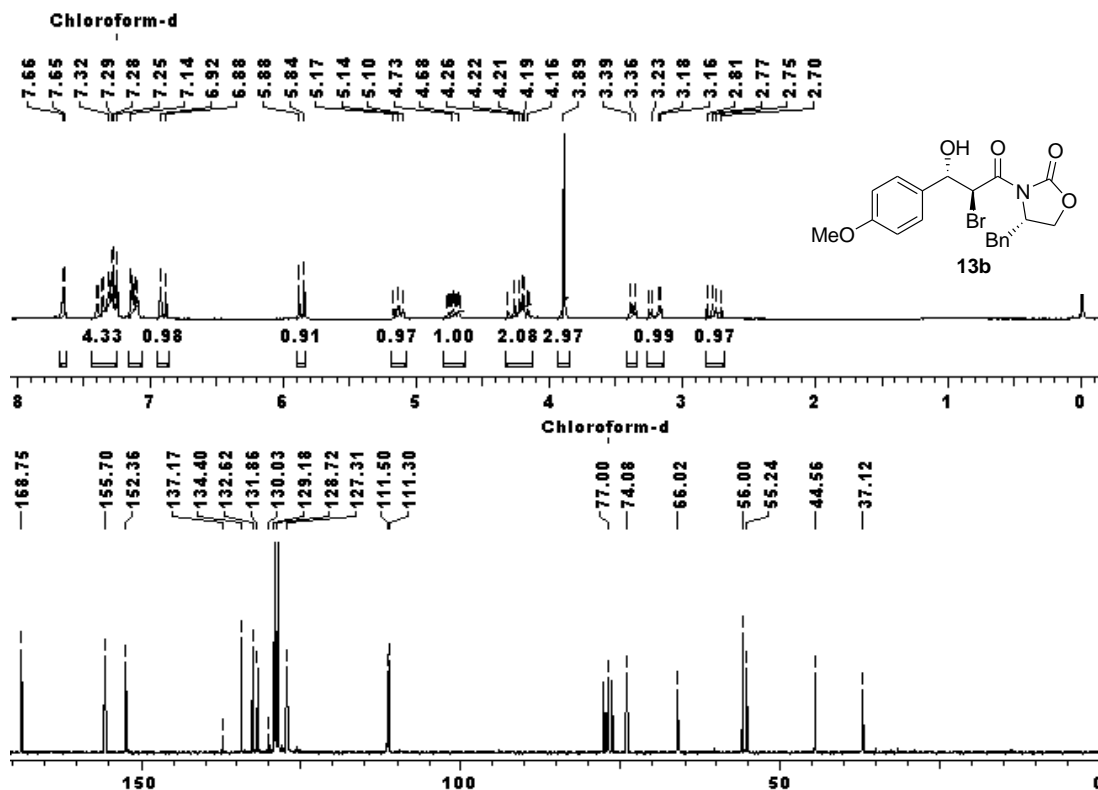 Chloroform-d
7.66 7.65 7.32 7.29 7.28 7.25 7.14 6.92 6.88 5.88 5.84 5.17 5.14 5.10 4.73 4.68 4.26 4.22 4.21 4.19 4.16 3.89 3.39 3.36 3.23 3.18 3.16 2.81 2.77 2.75 2.70
OH O O
N O
Br
MeO Bn
13b
4.33 0.98 0.91 0.97 1.00 2.08 2.97 0.99 0.97
8 7 6 5 4 3 2 1 0
Chloroform-d
168.75 155.70 152.36 137.17 134.40 132.62 131.86 130.03 129.18 128.72 127.31 111.50 111.30 77.00 74.08 66.02 56.00 55.24 44.56 37.12
150 100 50 0